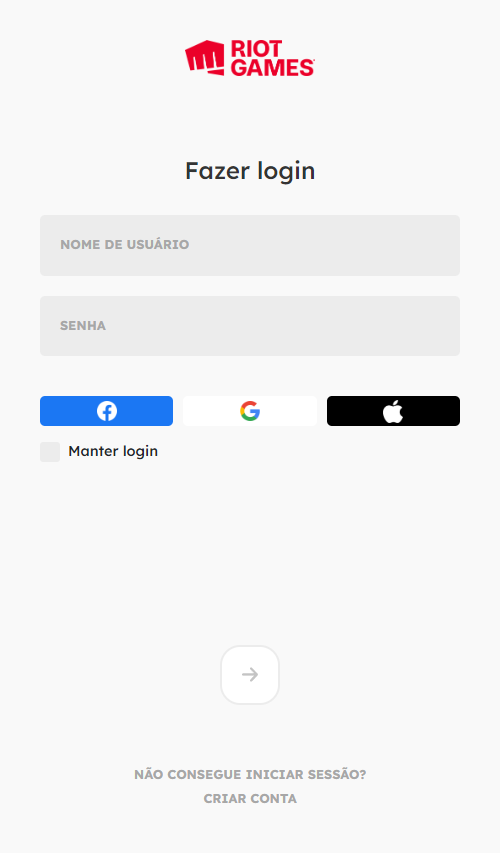 RIOT
GAMES
Fazer login
NOME DE USUÁRIO
SENHA
Manter login
NÃO CONSEGUE INICIAR SESSÃO?
CRIAR CONTA